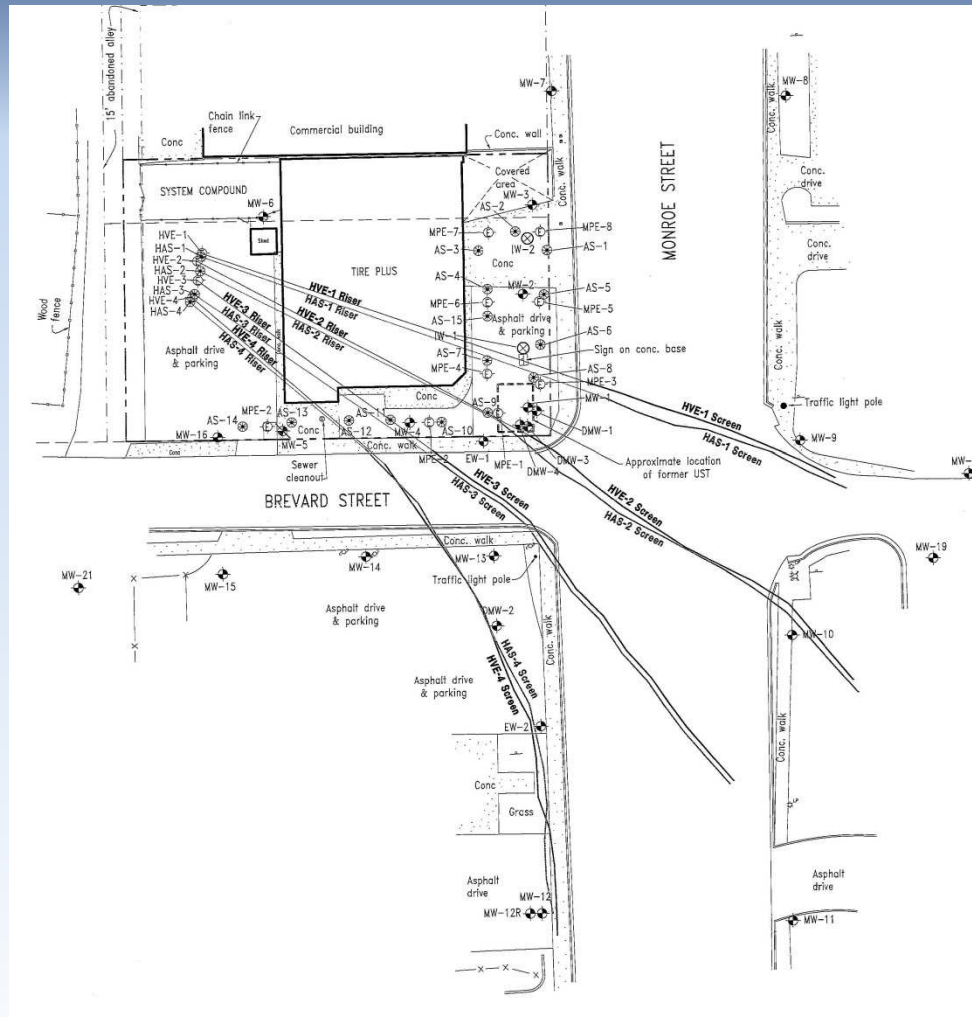 15' abandoned alley
MW-7
MW-8
Chain link
fence
Commercial building
Conc. wall
Conc
Conc. walk
Conc. walk
SYSTEM COMPOUND
Covered
area
Conc.
drive
MW-6
MW-3
AS-2
MONROE STREET
HVE-1
HAS-1
HVE-2
HAS-2
HVE-3
HAS-3
HVE-4
HAS-4
Shed
MPE-7
MPE-8
AS-3
IW-2
AS-1
Conc
Conc.
drive
TIRE PLUS
AS-4
MW-2
AS-5
MPE-6
MPE-5
AS-15
Asphalt drive
& parking
AS-6
IW-1
Sign on conc. base
AS-7
MPE-4
AS-8
MPE-3
Wood
fence
HVE-1 Riser
HAS-1 Riser
HVE-2 Riser
HAS-2 Riser
HVE-3 Riser
HAS-3 Riser
HVE-4 Riser
HAS-4 Riser
Asphalt drive
& parking
Conc. walk
Conc
AS-9
MW-1
Traffic light pole
AS-14
MPE-2
AS-13
AS-11
Conc
AS-12
MW-4
AS-10
DMW-1
MW-16
MW-5
Conc. walk
MPE-2
EW-1
MPE-1
DMW-3
DMW-4
HVE-1 Screen
HAS-1 Screen
MW-9
Conc
Sewer
cleanout
Approximate location
of former UST
MW-
BREVARD STREET
HVE-3 Screen
HAS-3 Screen
HVE-2 Screen
HAS-2 Screen
Conc. walk
MW-13
MW-14
MW-15
MW-21
Traffic light pole
MW-19
Asphalt drive
& parking
DMW-2
MW-10
Conc. walk
HAS-4 Screen
HVE-4 Screen
Asphalt drive
& parking
EW-2
Conc. walk
Conc
Grass
Asphalt
drive
MW-12
MW-12R
Asphalt
drive
MW-11